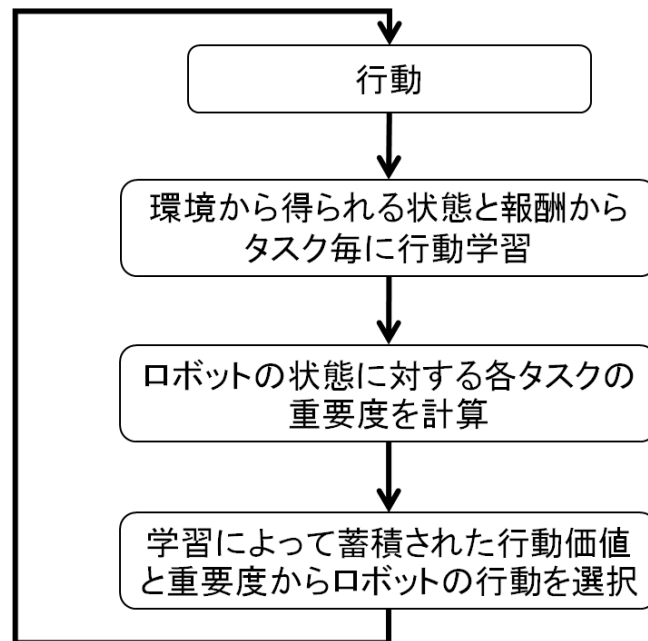 行動
環境から得られる状態と報酬から
タスク毎に行動学習
ロボットの状態に対する各タスクの
重要度を計算
学習によって蓄積された行動価値
と重要度からロボットの行動を選択